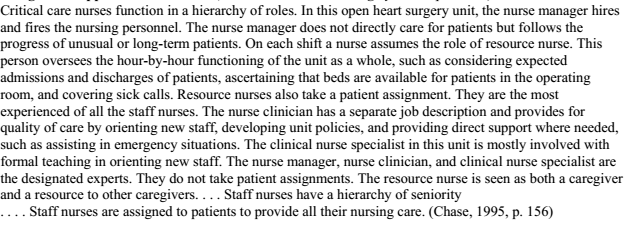 Critical care nurses function in a hierarchy of roles. In this open heart surgery unit, the nurse manager hires
and fires the nursing personnel. The nurse manager does not directly care for patients but follows the
progress of unusual or long-term patients. On each shift a nurse assumes the role of resource nurse. This
person oversees the hour-by-hour functioning of the unit as a whole, such as considering expected
admissions and discharges of patients, ascertaining that beds are available for patients in the operating
room, and covering sick calls. Resource nurses also take a patient assignment. They are the most
experienced of all the staff nurses. The nurse clinician has a separate job description and provides for
quality of care by orienting new staff, developing unit policies, and providing direct support where needed,
such as assisting in emergency situations. The clinical nurse specialist in this unit is mostly involved with
formal teaching in orienting new staff. The nurse manager, nurse clinician, and clinical nurse specialist are
the designated experts. They do not take patient assignments. The resource nurse is seen as both a caregiver
and a resource to other caregivers. . . . Staff nurses have a hierarchy of seniority
. . . . Staff nurses are assigned to patients to provide all their nursing care. (Chase, 1995, p. 156)